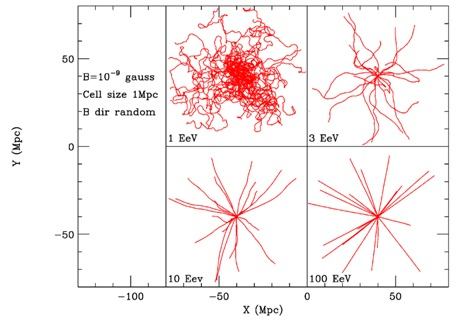 50
B=10⁻⁹ gauss
Cell size 1Mpc
B dir random
1 EeV
3 EeV
Y (Mpc)
0
−50
10 Eev
100 EeV
−100
−50
0
50
X (Mpc)